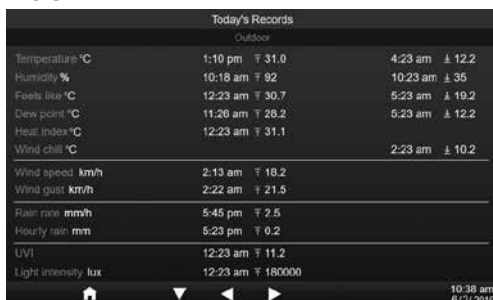 Today's Records
Outdoor
Temperature °C 1:10 pm 31.0 4:23 am 12.2
Humidity % 10:18 am 92 10:23 am 35
Feels like °C 12:23 am 30.7 5:23 am 19.2
Dew point °C 11:26 am 28.2 5:23 am 12.2
Heat index °C 12:23 am 31.1
Wind chill °C 2:23 am 10.2
Wind speed km/h 2:13 am 18.2
Wind gust km/h 2:22 am 21.5
Rain rate mm/h 5:45 pm 2.5
Hourly rain mm 5:23 pm 0.2
UVI 12:23 am 11.2
Light intensity lux 12:23 am 180000
10:38 am